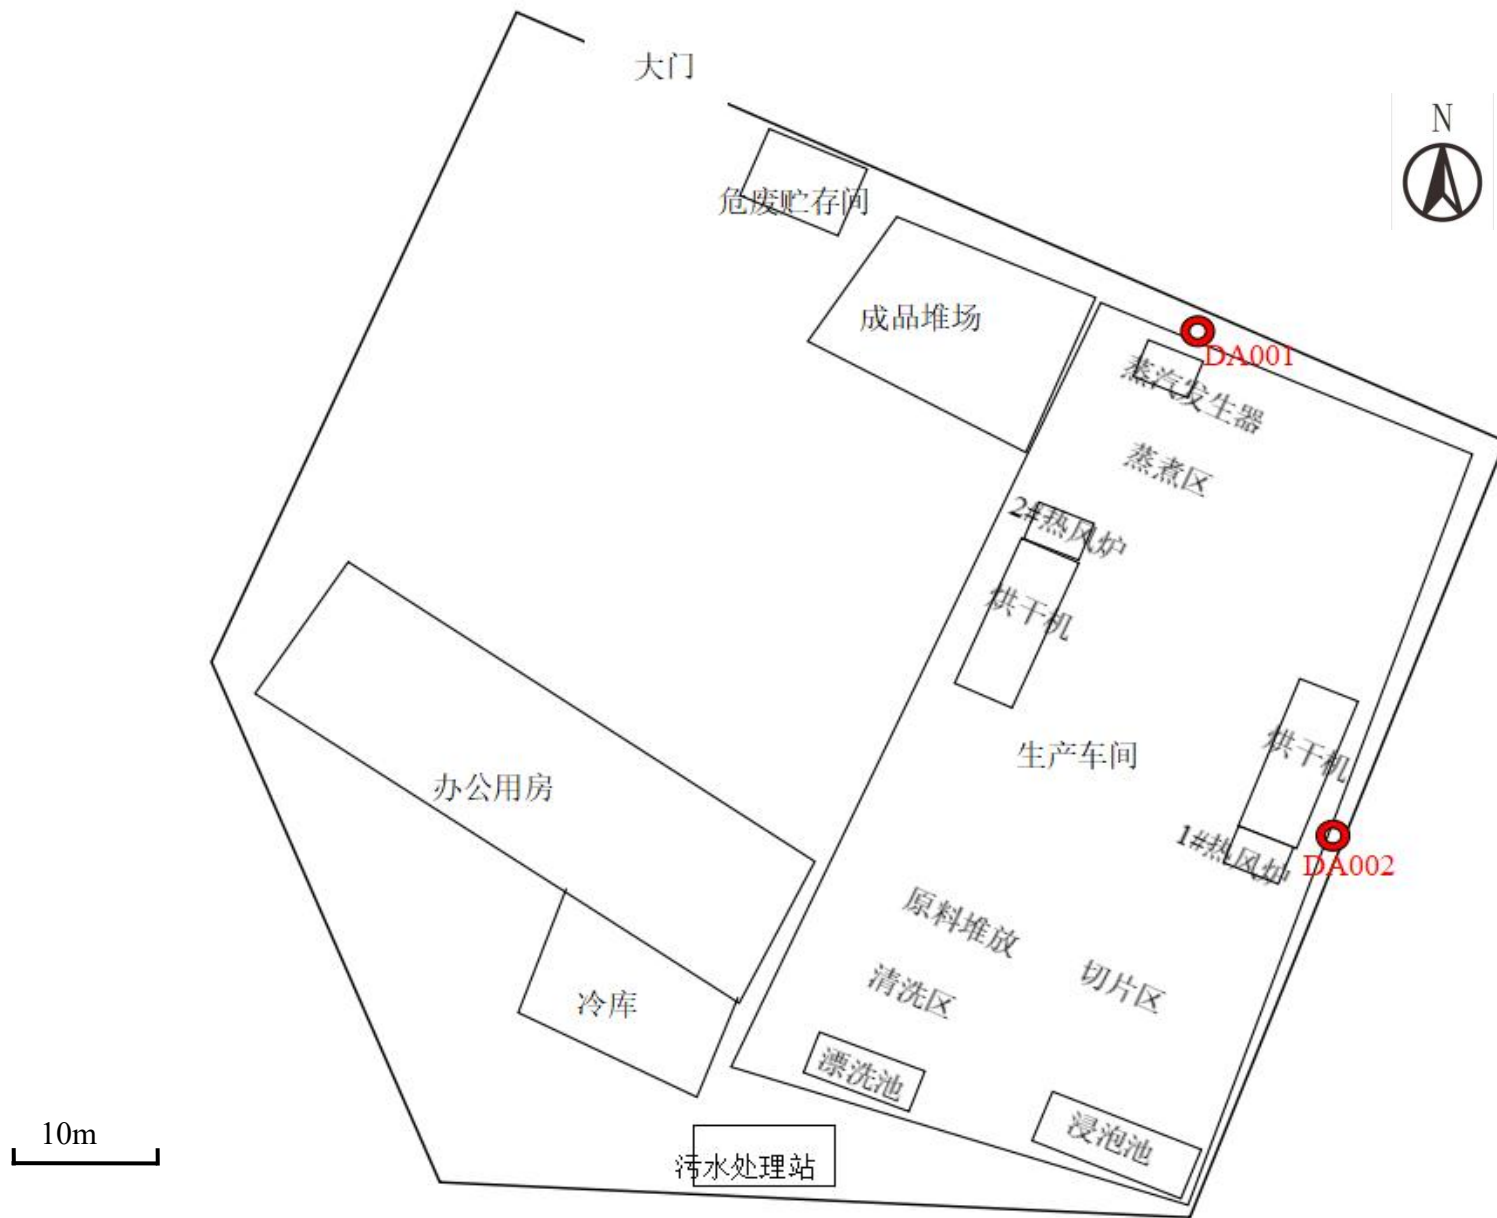 大门
N
危废贮存间
成品堆场
DA001
蒸汽发生器
蒸煮区
2#热风炉
烘干机
生产车间
烘干机
办公用房
1#热风炉
DA002
原料堆放
清洗区
切片区
冷库
漂洗池
浸泡池
10m
污水处理站